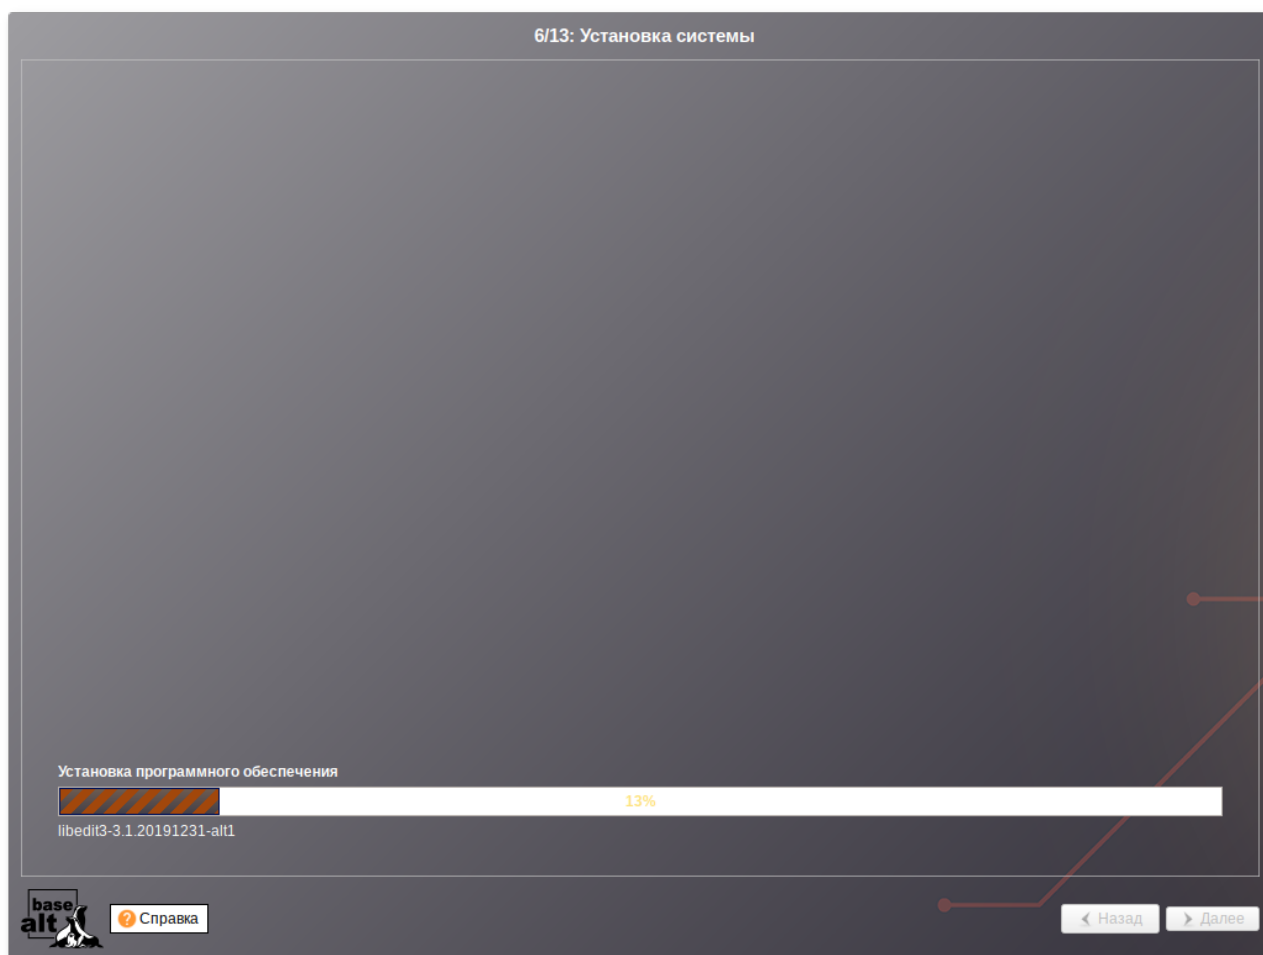 6/13: Установка системы
Установка программного обеспечения
13%
libedit3-3.1.20191231-alt1
base
alt
Справка
Назад
Далее